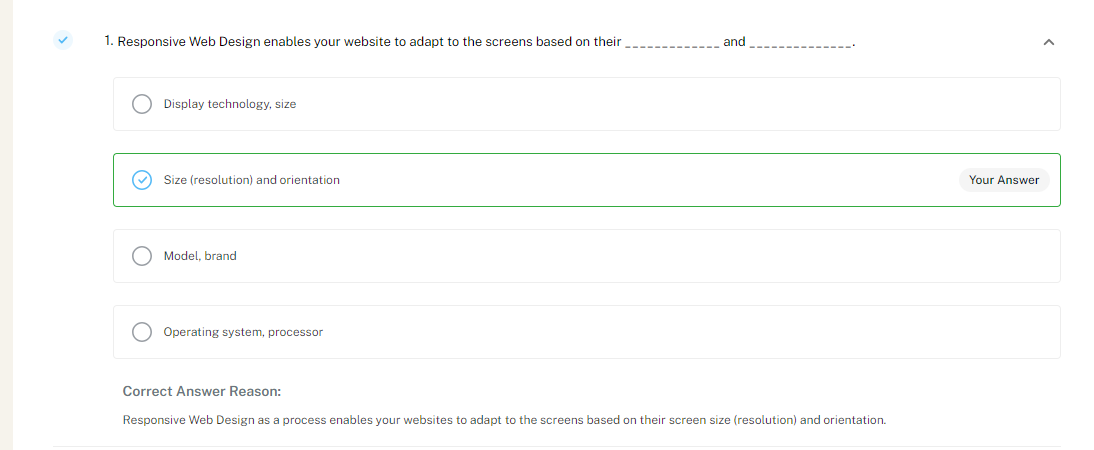 1. Responsive Web Design enables your website to adapt to the screens based on their _____________ and ______________.
Display technology, size
Size (resolution) and orientation
Your Answer
Model, brand
Operating system, processor
Correct Answer Reason:
Responsive Web Design as a process enables your websites to adapt to the screens based on their screen size (resolution) and orientation.